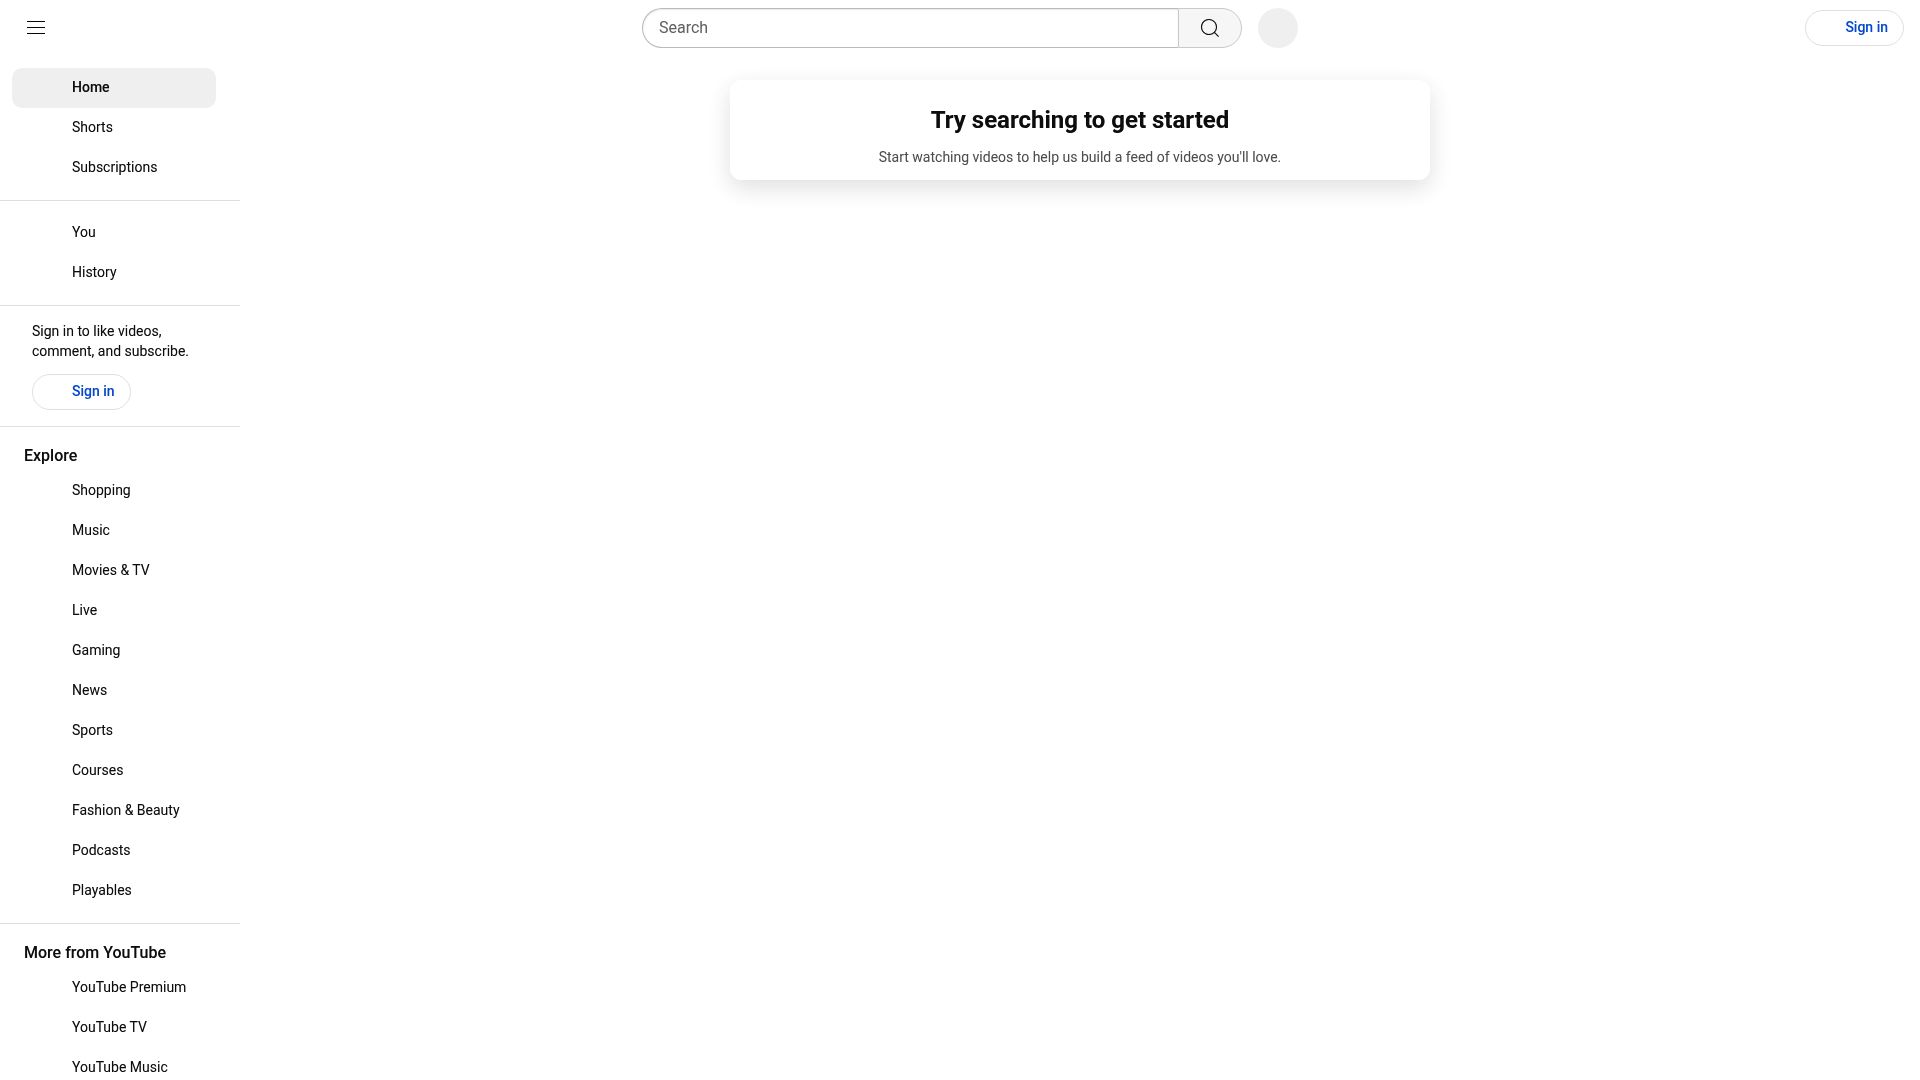 Search
Sign in
Home
Shorts
Subscriptions
You
History
Sign in to like videos,
comment, and subscribe.
Sign in
Explore
Shopping
Music
Movies & TV
Live
Gaming
News
Sports
Courses
Fashion & Beauty
Podcasts
Playables
More from YouTube
YouTube Premium
YouTube TV
YouTube Music
Try searching to get started
Start watching videos to help us build a feed of videos you'll love.